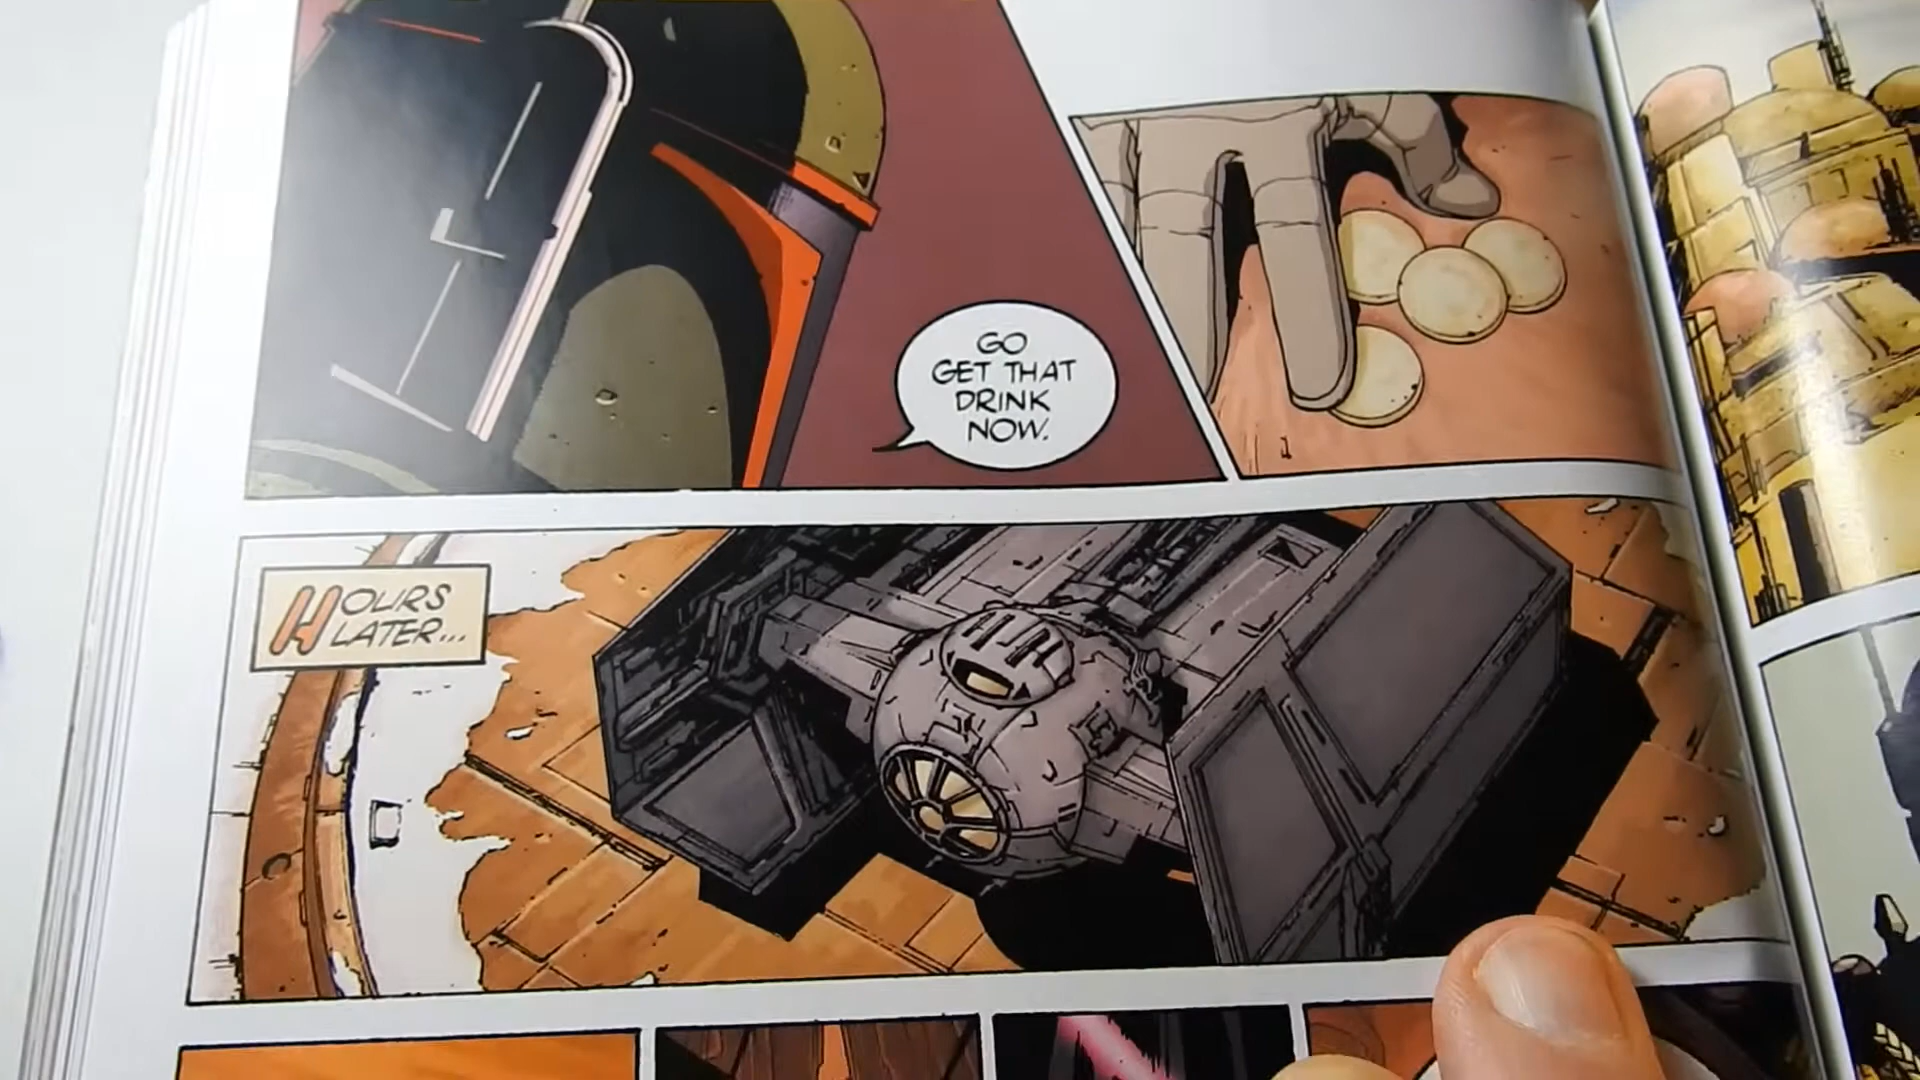 GO
GET THAT
DRINK
NOW.
HOURS
LATER...